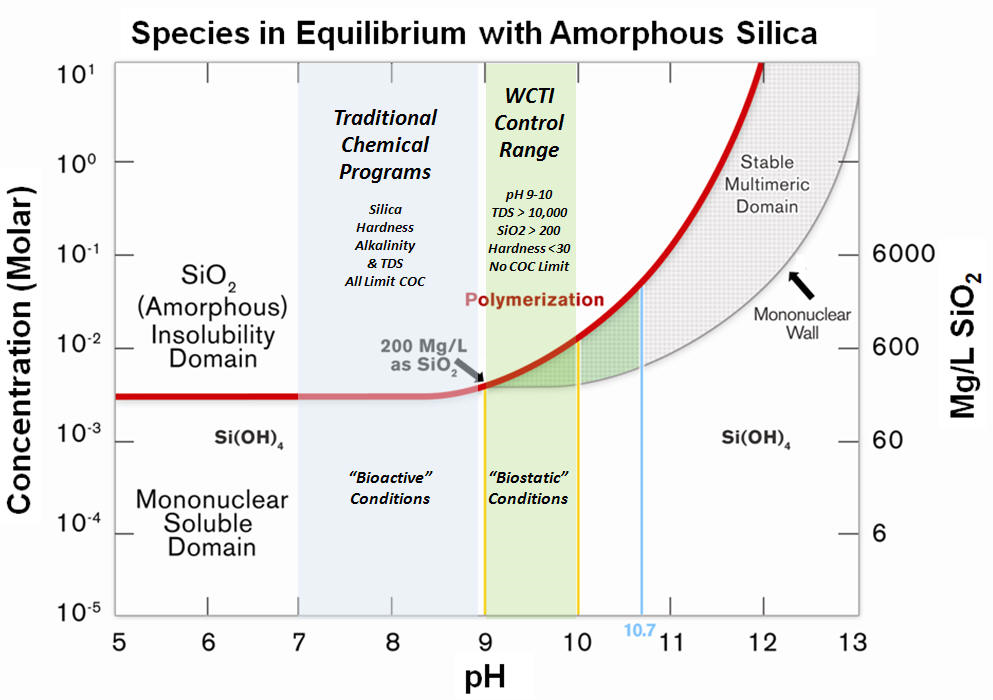 Species in Equilibrium with Amorphous Silica
Concentration (Molar)
10¹
10⁰
10⁻¹
10⁻²
10⁻³
10⁻⁴
10⁻⁵
SiO₂
(Amorphous)
Insolubility
Domain
Si(OH)₄
Mononuclear
Soluble
Domain
Traditional
Chemical
Programs
Silica
Hardness
Alkalinity
& TDS
All Limit COC
200 Mg/L
as SiO₂
"Bioactive"
Conditions
WCTI
Control
Range
pH 9-10
TDS > 10,000
SiO2 > 200
Hardness <30
No COC Limit
Polymerization
"Biostatic"
Conditions
Stable
Multimeric
Domain
Mononuclear
Wall
Si(OH)₄
6000
600
60
6
Mg/L SiO₂
5 6 7 8 9 10 10.7 11 12 13
pH